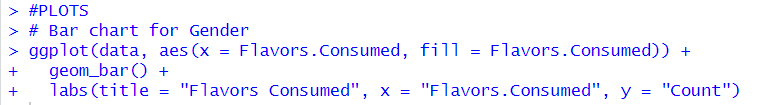 > #PLOTS
> # Bar chart for Gender
> ggplot(data, aes(x = Flavors.Consumed, fill = Flavors.Consumed)) +
+   geom_bar() +
+   labs(title = "Flavors Consumed", x = "Flavors.Consumed", y = "Count")